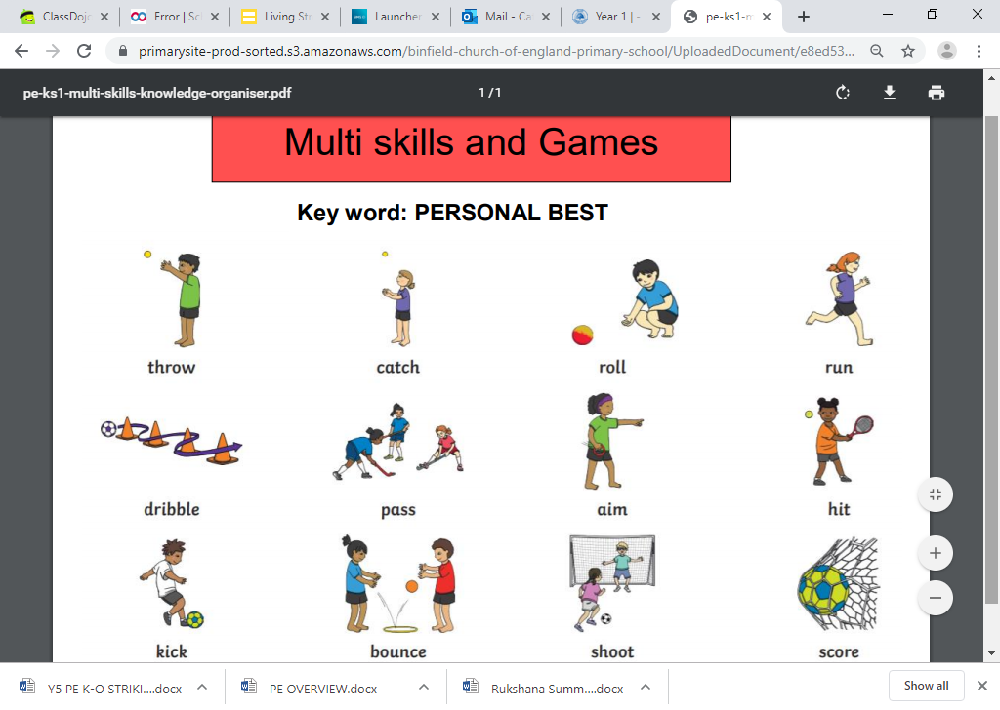 ClassDojo
Error | Sc
Living Str
Launcher
Mail - Ca
Year 1 | -
pe-ks1-m
primarysite-prod-sorted.s3.amazonaws.com/binfield-church-of-england-primary-school/UploadedDocument/e8ed53...
pe-ks1-multi-skills-knowledge-organiser.pdf 1 / 1
Multi skills and Games
Key word: PERSONAL BEST
throw catch roll run
dribble pass aim hit
kick bounce shoot score
Y5 PE K-O STRIKI....docx PE OVERVIEW.docx Rukshana Summ....docx Show all